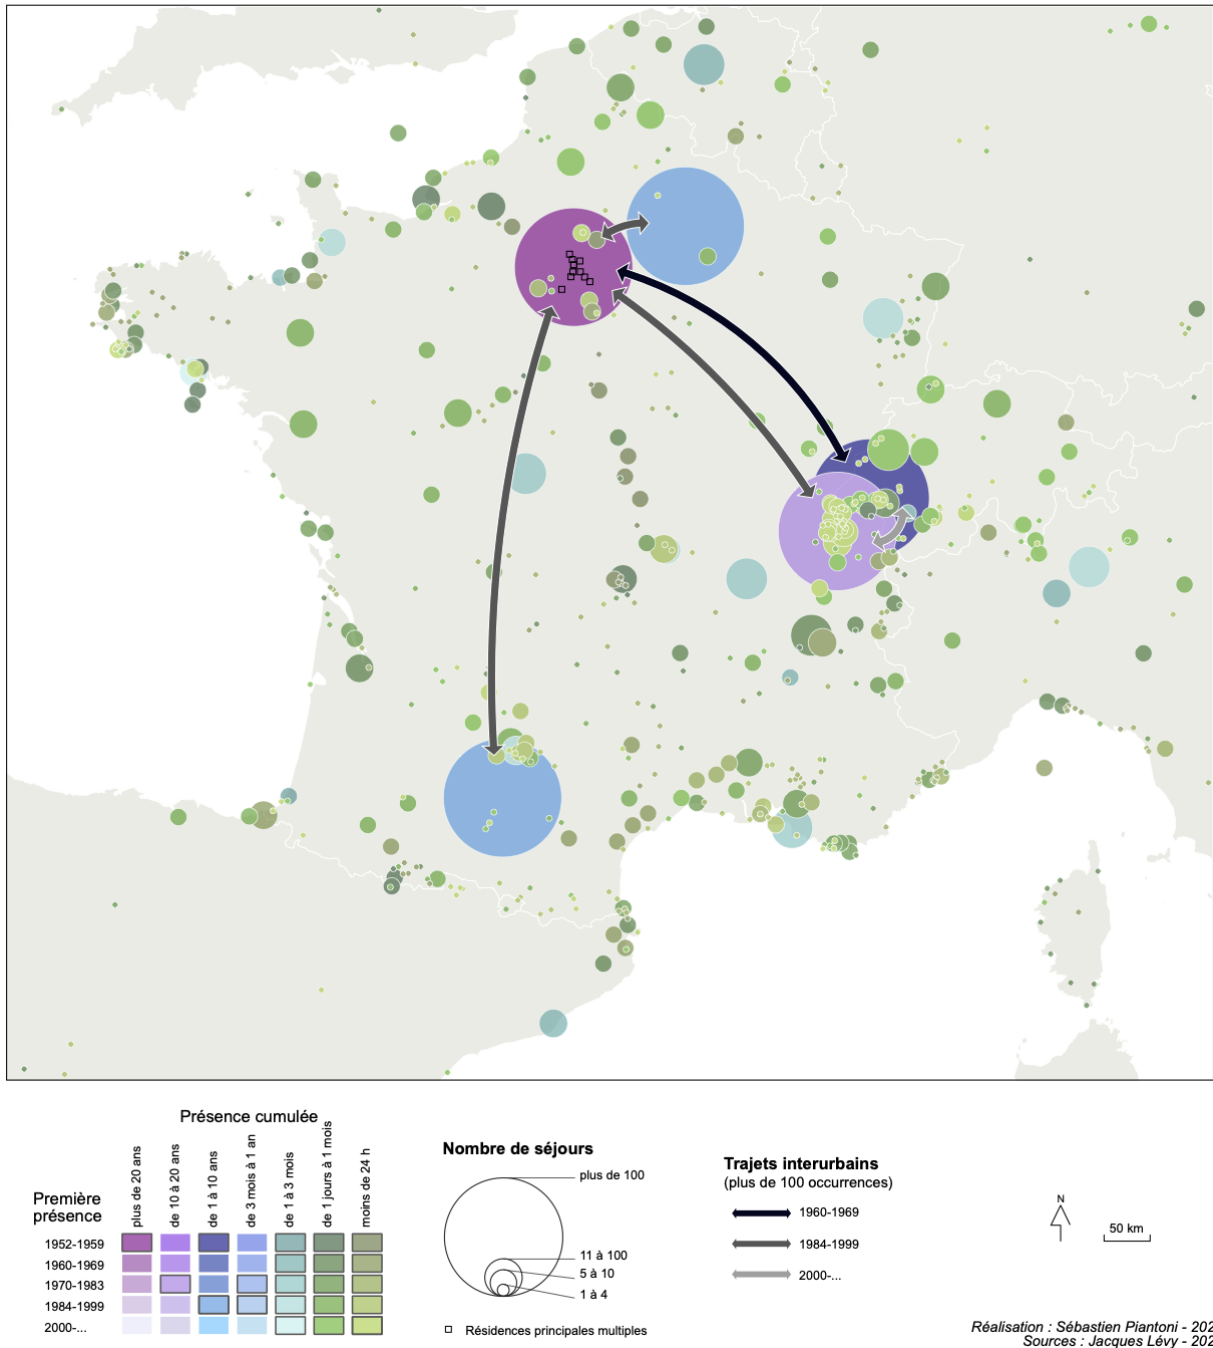 Présence cumulée
plus de 20 ans
de 10 à 20 ans
de 1 à 10 ans
de 3 mois à 1 an
de 1 à 3 mois
de 1 jours à 1 mois
moins de 24 h
Première
présence
1952-1959
1960-1969
1970-1983
1984-1999
2000-...
Nombre de séjours
plus de 100
11 à 100
5 à 10
1 à 4
Résidences principales multiples
Trajets interurbains
(plus de 100 occurrences)
1960-1969
1984-1999
2000-...
N
50 km
Réalisation : Sébastien Piantoni - 202
Sources : Jacques Lévy - 202